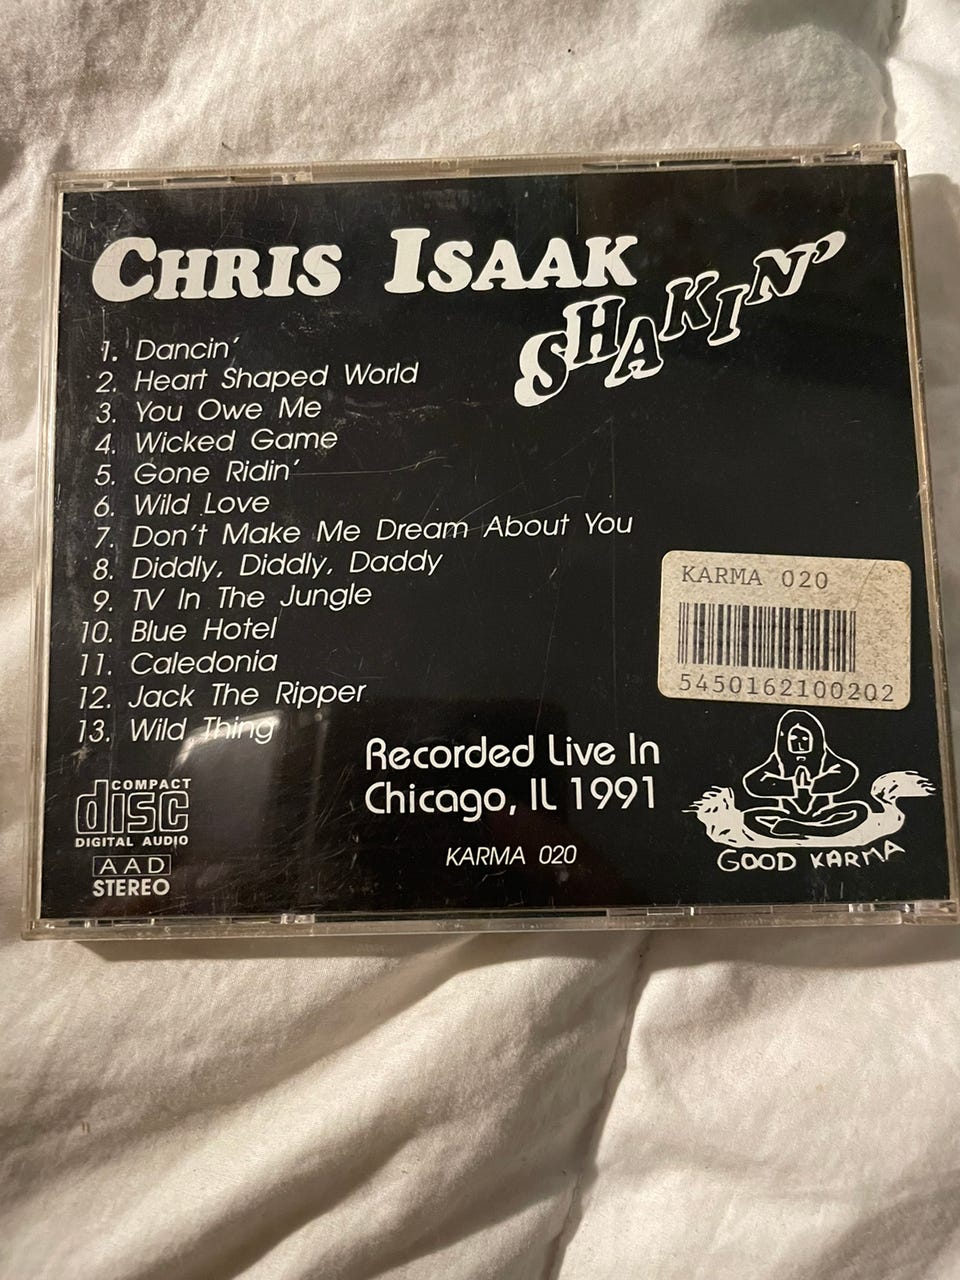 CHRIS ISAAK
SHAKIN'
1. Dancin'
2. Heart Shaped World
3. You Owe Me
4. Wicked Game
5. Gone Ridin'
6. Wild Love
7. Don't Make Me Dream About You
8. Diddly, Diddly, Daddy
9. TV In The Jungle
10. Blue Hotel
11. Caledonia
12. Jack The Ripper
13. Wild Thing
KARMA 020
5450162100202
Recorded Live In
Chicago, IL 1991
KARMA 020
COMPACT
disc
DIGITAL AUDIO
AAD
STEREO
GOOD KARMA